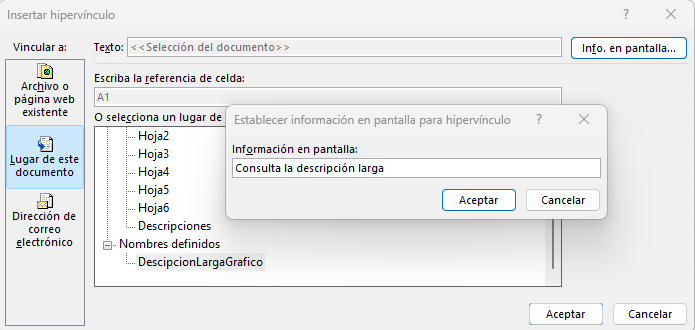 Insertar hipervínculo
Vincular a:
Texto: <<Selección del documento>>
Info. en pantalla...
Archivo o
página web
existente
Lugar de este
documento
Dirección de
correo
electrónico
Escriba la referencia de celda:
A1
O selecciona un lugar de
Hoja2
Hoja3
Hoja4
Hoja5
Hoja6
Descripciones
Nombres definidos
DescipcionLargaGrafico
Establecer información en pantalla para hipervínculo
Información en pantalla:
Consulta la descripción larga
Aceptar
Cancelar
Aceptar
Cancelar